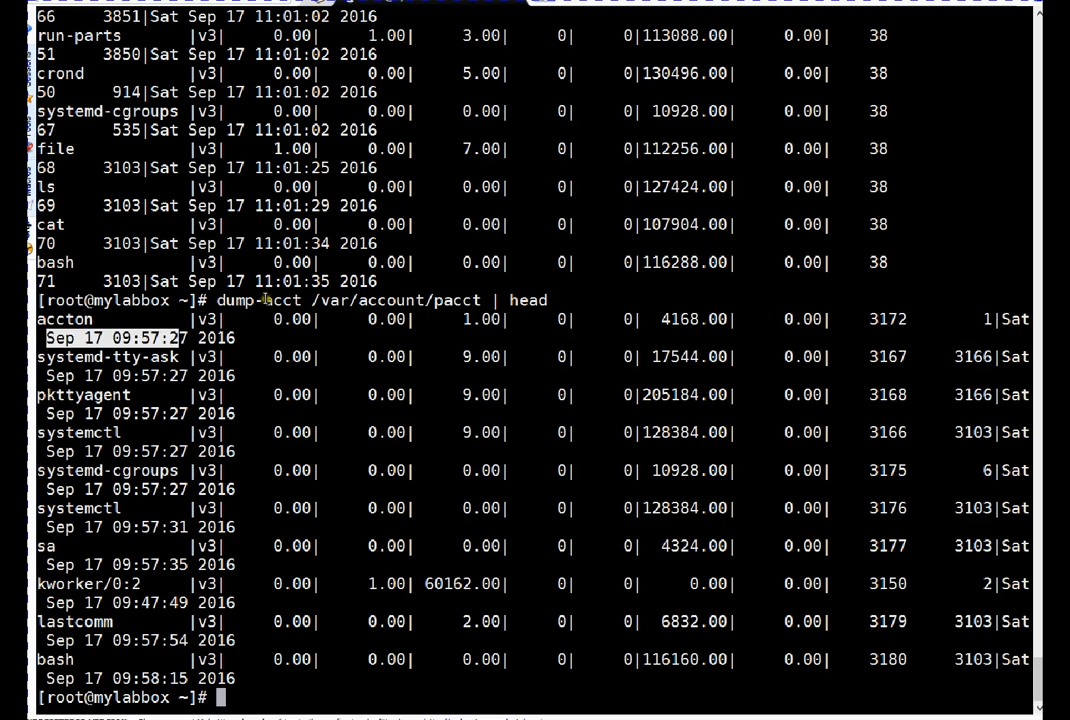 66      3851|Sat Sep 17 11:01:02 2016
run-parts       |v3|     0.00|     1.00|     3.00|     0|     0|113088.00|     0.00|    38
51      3850|Sat Sep 17 11:01:02 2016
crond           |v3|     0.00|     0.00|     5.00|     0|     0|130496.00|     0.00|    38
50       914|Sat Sep 17 11:01:02 2016
systemd-cgroups |v3|     0.00|     0.00|     0.00|     0|     0| 10928.00|     0.00|    38
67       535|Sat Sep 17 11:01:02 2016
file            |v3|     1.00|     0.00|     7.00|     0|     0|112256.00|     0.00|    38
68      3103|Sat Sep 17 11:01:25 2016
ls              |v3|     0.00|     0.00|     0.00|     0|     0|127424.00|     0.00|    38
69      3103|Sat Sep 17 11:01:29 2016
cat             |v3|     0.00|     0.00|     0.00|     0|     0|107904.00|     0.00|    38
70      3103|Sat Sep 17 11:01:34 2016
bash            |v3|     0.00|     0.00|     0.00|     0|     0|116288.00|     0.00|    38
71      3103|Sat Sep 17 11:01:35 2016
[root@mylabbox ~]# dump-acct /var/account/pacct | head
accton          |v3|     0.00|     0.00|     1.00|     0|     0|  4168.00|     0.00|    3172        1|Sat
Sep 17 09:57:27 2016
systemd-tty-ask |v3|     0.00|     0.00|     9.00|     0|     0| 17544.00|     0.00|    3167     3166|Sat
Sep 17 09:57:27 2016
pkttyagent      |v3|     0.00|     0.00|     9.00|     0|     0|205184.00|     0.00|    3168     3166|Sat
Sep 17 09:57:27 2016
systemctl       |v3|     0.00|     0.00|     9.00|     0|     0|128384.00|     0.00|    3166     3103|Sat
Sep 17 09:57:27 2016
systemd-cgroups |v3|     0.00|     0.00|     0.00|     0|     0| 10928.00|     0.00|    3175        6|Sat
Sep 17 09:57:27 2016
systemctl       |v3|     0.00|     0.00|     0.00|     0|     0|128384.00|     0.00|    3176     3103|Sat
Sep 17 09:57:31 2016
sa              |v3|     0.00|     0.00|     0.00|     0|     0|  4324.00|     0.00|    3177     3103|Sat
Sep 17 09:57:35 2016
kworker/0:2     |v3|     0.00|     1.00| 60162.00|     0|     0|     0.00|     0.00|    3150        2|Sat
Sep 17 09:47:49 2016
lastcomm        |v3|     0.00|     0.00|     2.00|     0|     0|  6832.00|     0.00|    3179     3103|Sat
Sep 17 09:57:54 2016
bash            |v3|     0.00|     0.00|     0.00|     0|     0|116160.00|     0.00|    3180     3103|Sat
Sep 17 09:58:15 2016
[root@mylabbox ~]#